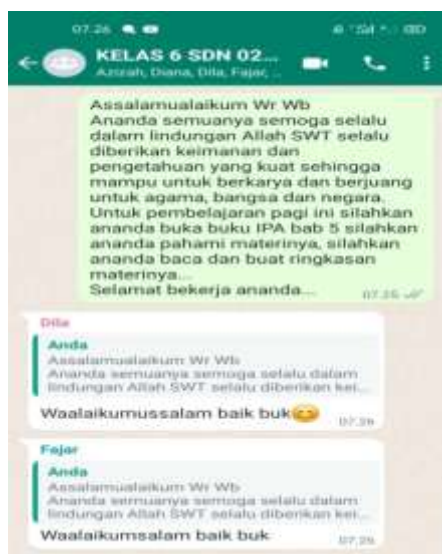 07.26
KELAS 6 SDN 02...
Azizah, Diana, Dila, Fajar, ...
Assalamualaikum Wr Wb
Ananda semuanya semoga selalu
dalam lindungan Allah SWT selalu
diberikan keimanan dan
pengetahuan yang kuat sehingga
mampu untuk berkarya dan berjuang
untuk agama, bangsa dan negara.
Untuk pembelajaran pagi ini silahkan
ananda buka buku IPA bab 5 silahkan
ananda pahami materinya, silahkan
ananda baca dan buat ringkasan
materinya...
Selamat bekerja ananda...
07.25
Dila
Anda
Assalamualaikum Wr Wb
Ananda semuanya semoga selalu dalam
lindungan Allah SWT selalu diberikan kei...
Waalaikumussalam baik buk😊
07.26
Fajar
Anda
Assalamualaikum Wr Wb
Ananda semuanya semoga selalu dalam
lindungan Allah SWT selalu diberikan kei...
Waalaikumsalam baik buk
07.26